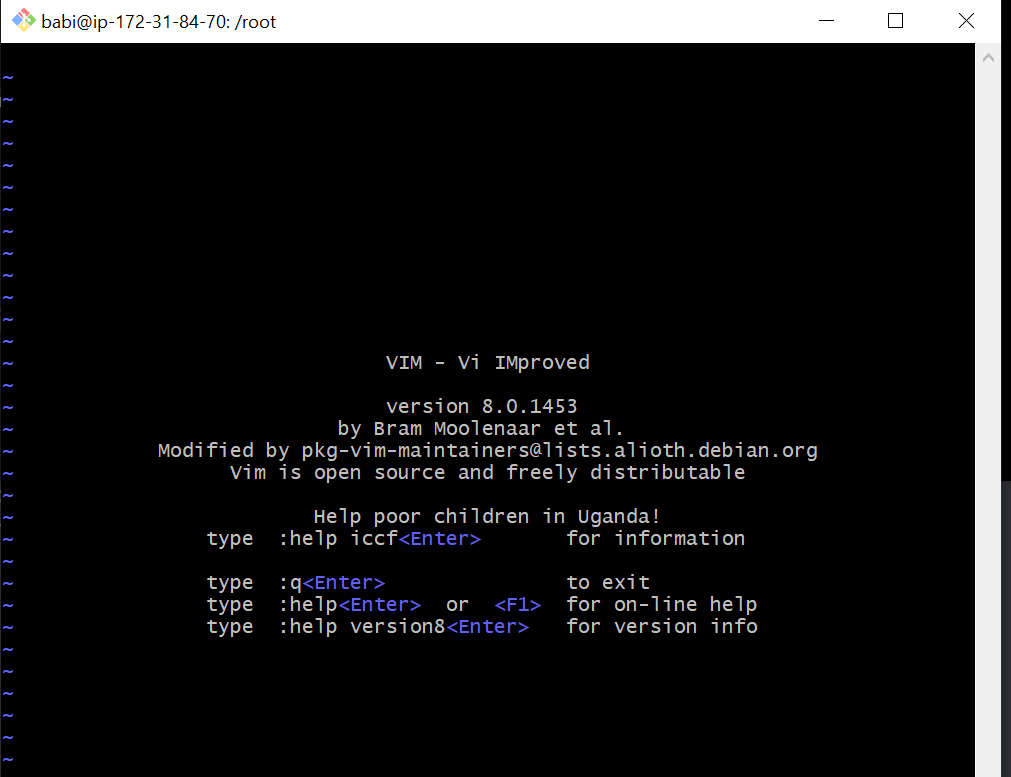 babi@ip-172-31-84-70: /root
~
~
~
~
~
~
~
~
~
~
~
~
~
~ VIM - Vi IMproved
~
~ version 8.0.1453
~ by Bram Moolenaar et al.
~ Modified by pkg-vim-maintainers@lists.alioth.debian.org
~ Vim is open source and freely distributable
~
~ Help poor children in Uganda!
~ type :help iccf<Enter> for information
~
~ type :q<Enter> to exit
~ type :help<Enter> or <F1> for on-line help
~ type :help version8<Enter> for version info
~
~
~
~
~
~